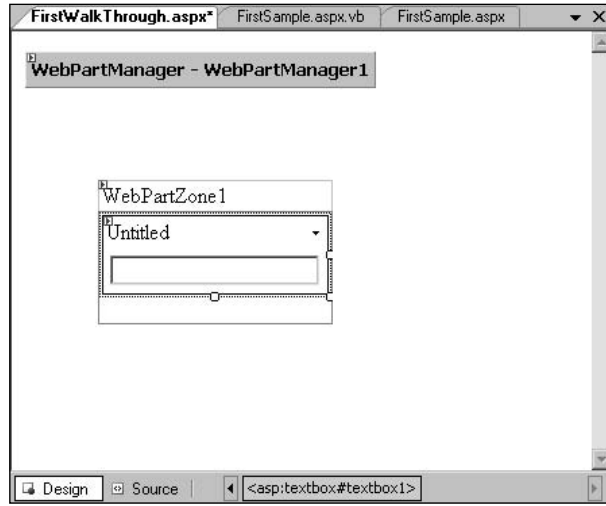 FirstWalkThrough.aspx* FirstSample.aspx.vb FirstSample.aspx
WebPartManager - WebPartManager1
WebPartZone1
Untitled
Design Source <asp:textbox#textbox1>